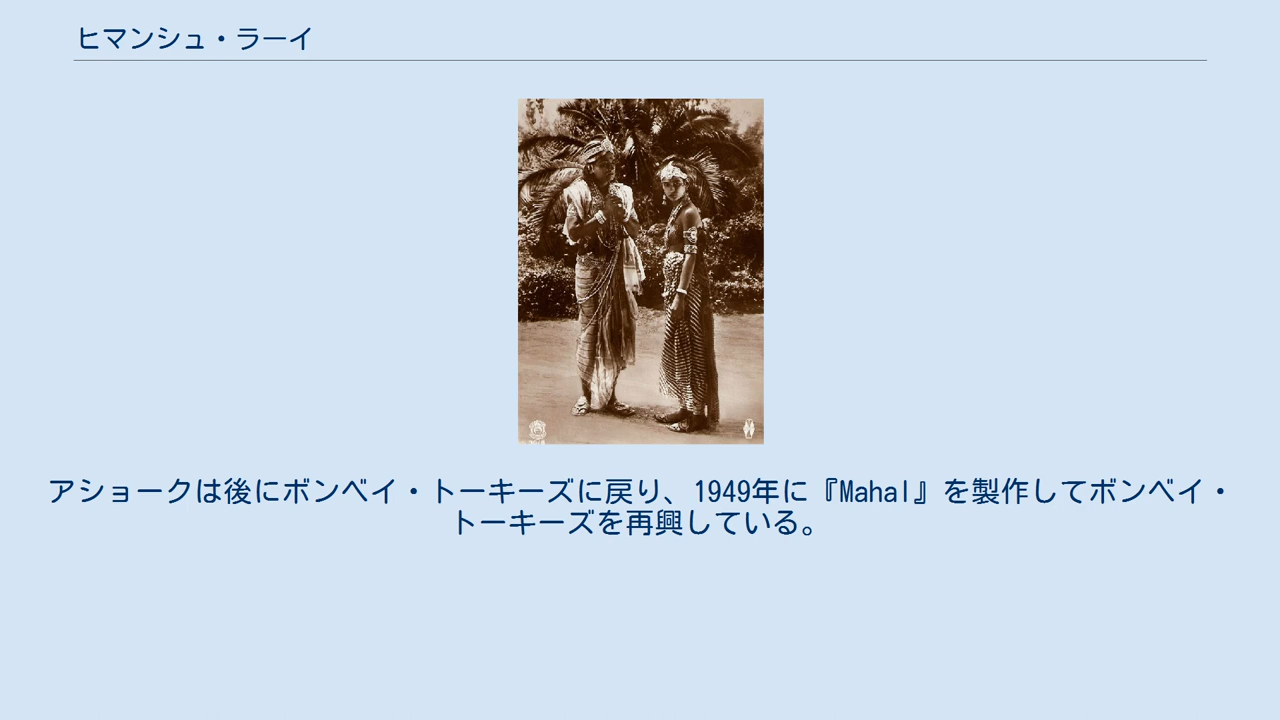 ヒマンシュ・ラーイ
アショークは後にボンベイ・トーキーズに戻り、1949年に『Mahal』を製作してボンベイ・
トーキーズを再興している。